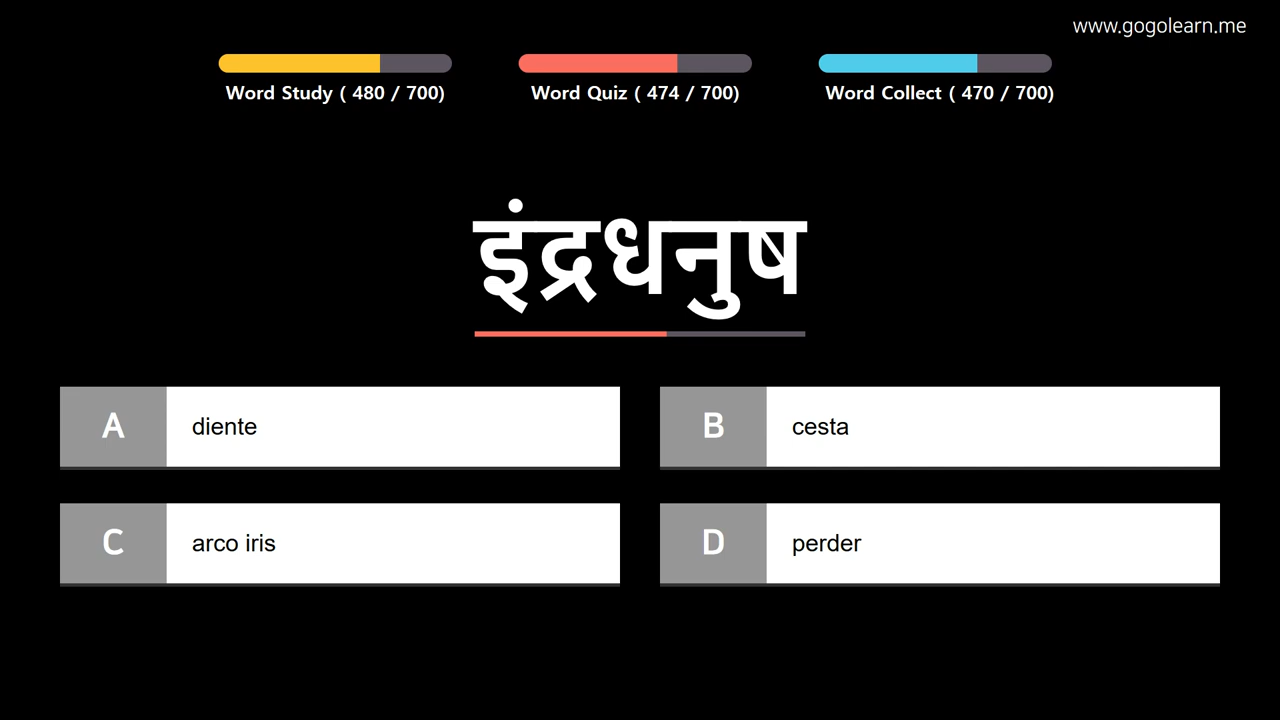 www.gogolearn.me
Word Study ( 480 / 700) Word Quiz ( 474 / 700) Word Collect ( 470 / 700)
इंद्रधनुष
A diente
B cesta
C arco iris
D perder